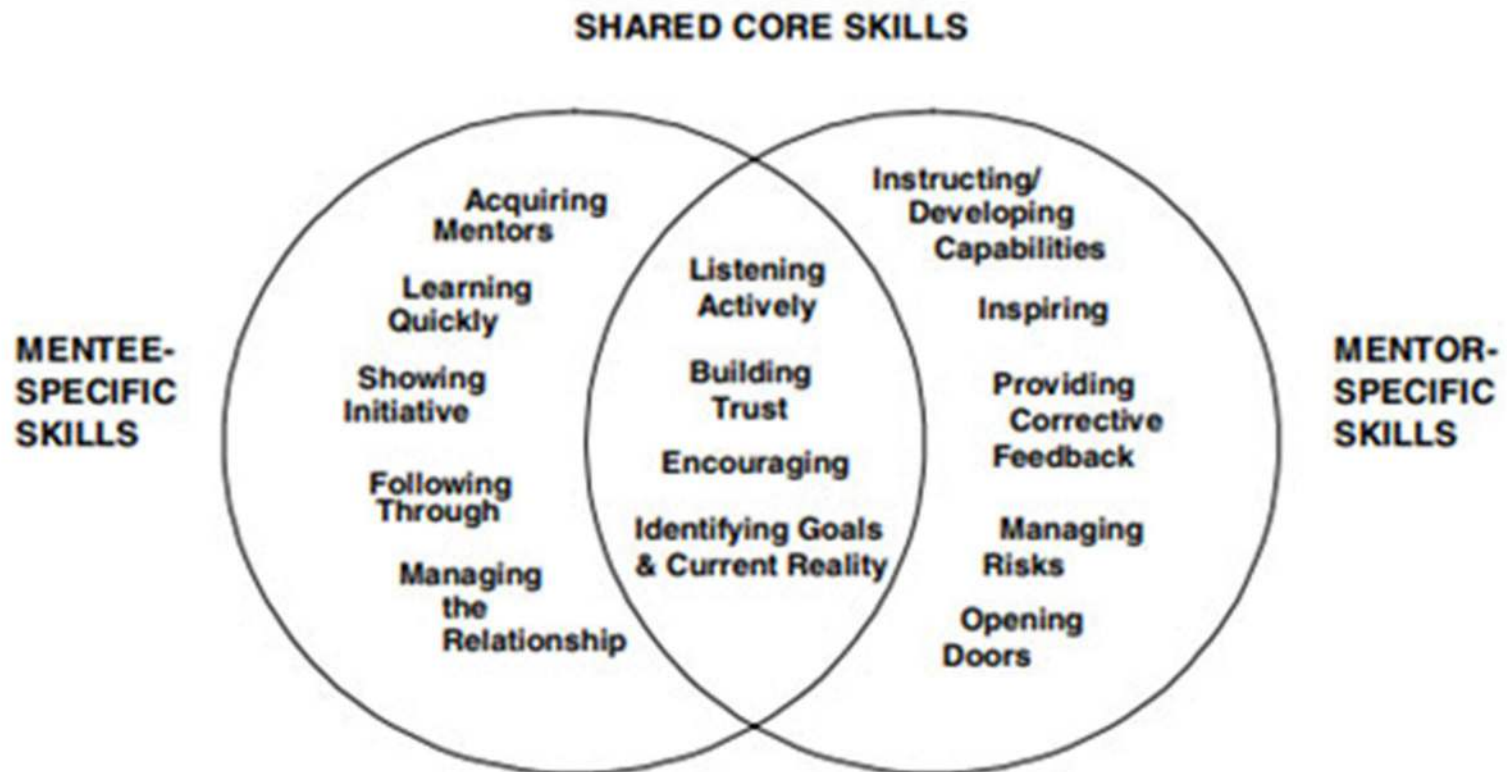 SHARED CORE SKILLS
MENTEE-
SPECIFIC
SKILLS
Acquiring
Mentors
Learning
Quickly
Showing
Initiative
Following
Through
Managing
the
Relationship
Listening
Actively
Building
Trust
Encouraging
Identifying Goals
& Current Reality
Instructing/
Developing
Capabilities
Inspiring
Providing
Corrective
Feedback
Managing
Risks
Opening
Doors
MENTOR-
SPECIFIC
SKILLS